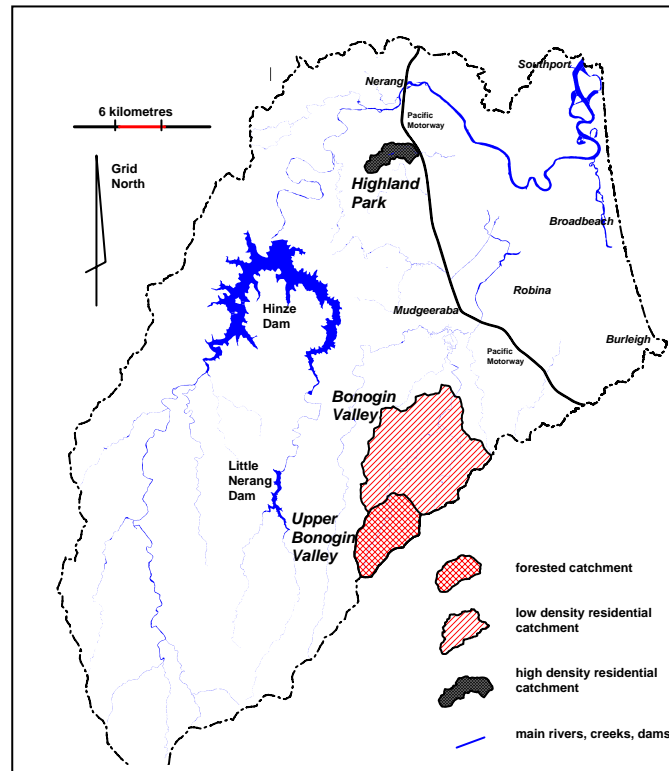 Southport
Nerang
6 kilometres
Pacific
Motorway
Grid
North
Highland
Park
Broadbeach
Hinze
Dam
Robina
Mudgeeraba
Burleigh
Pacific
Motorway
Bonogin
Valley
Little
Nerang
Dam
Upper
Bonogin
Valley
forested catchment
low density residential
catchment
high density residential
catchment
main rivers, creeks, dams